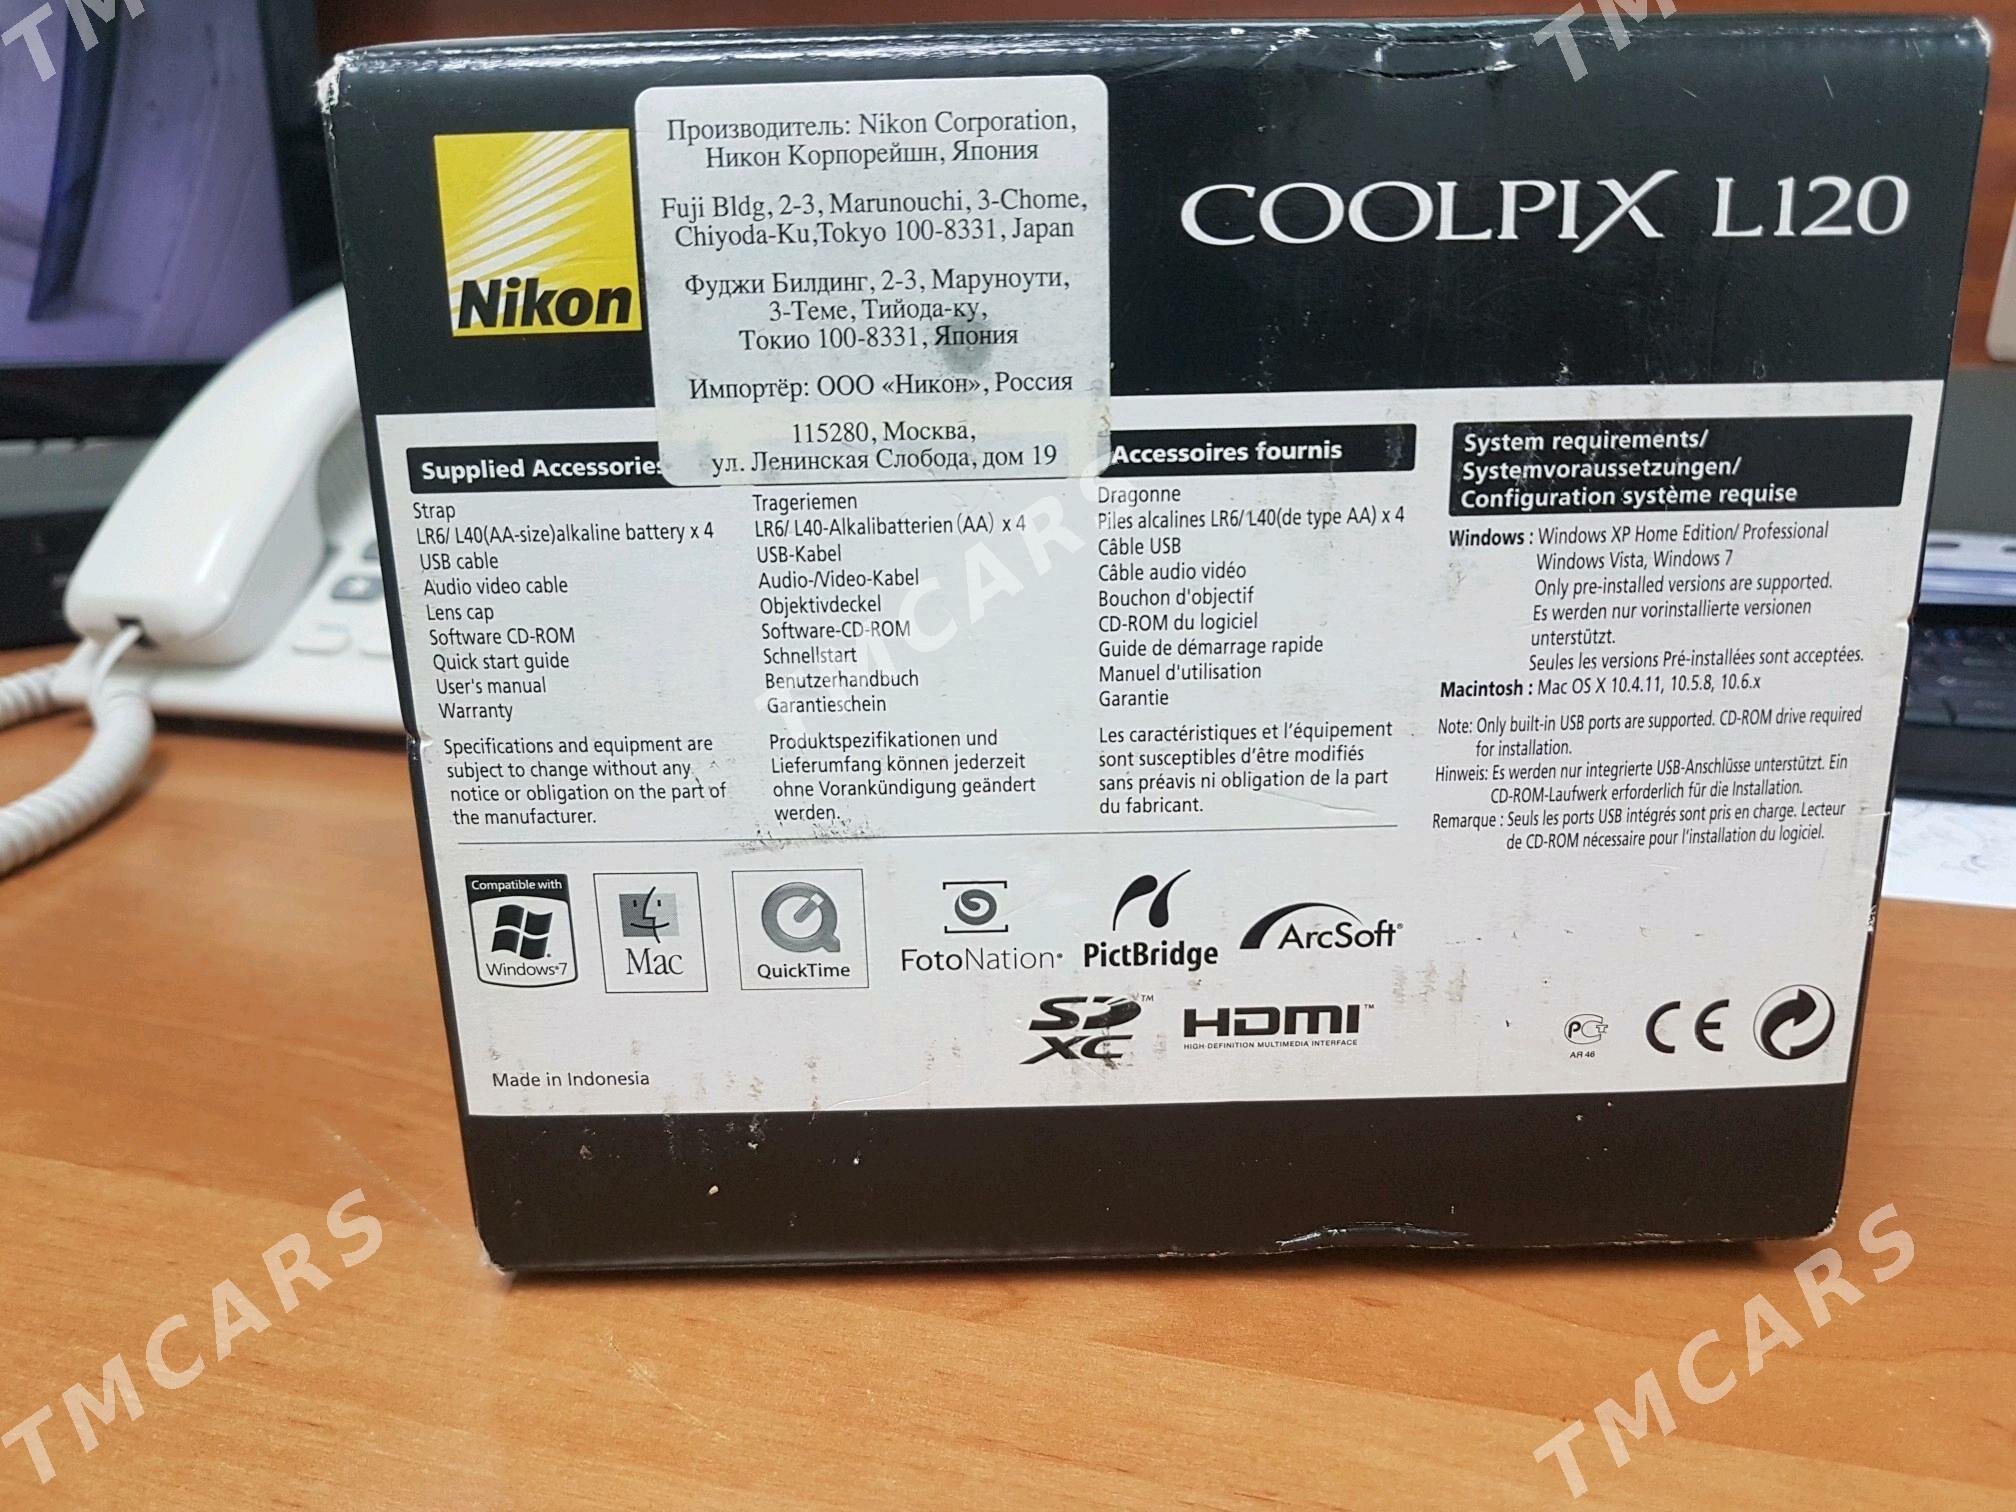 Nikon
Производитель: Nikon Corporation,
Никон Корпорейшн, Япония
Fuji Bldg, 2-3, Marunouchi, 3-Chome,
Chiyoda-Ku,Tokyo 100-8331, Japan
Фуджи Билдинг, 2-3, Маруноути,
3-Теме, Тийода-ку,
Токио 100-8331, Япония
Импортёр: ООО «Никон», Россия
115280, Москва,
ул. Ленинская Слобода, дом 19
COOLPIX L120
Supplied Accessories
Strap
LR6/ L40(AA-size)alkaline battery x 4
USB cable
Audio video cable
Lens cap
Software CD-ROM
Quick start guide
User's manual
Warranty
Specifications and equipment are
subject to change without any
notice or obligation on the part of
the manufacturer.
Trageriemen
LR6/ L40-Alkalibatterien (AA) x 4
USB-Kabel
Audio-/Video-Kabel
Objektivdeckel
Software-CD-ROM
Schnellstart
Benutzerhandbuch
Garantieschein
Produktspezifikationen und
Lieferumfang können jederzeit
ohne Vorankündigung geändert
werden.
Accessoires fournis
Dragonne
Piles alcalines LR6/ L40(de type AA) x 4
Câble USB
Câble audio vidéo
Bouchon d'objectif
CD-ROM du logiciel
Guide de démarrage rapide
Manuel d'utilisation
Garantie
Les caractéristiques et l'équipement
sont susceptibles d'être modifiés
sans préavis ni obligation de la part
du fabricant.
System requirements/
Systemvoraussetzungen/
Configuration système requise
Windows : Windows XP Home Edition/ Professional
Windows Vista, Windows 7
Only pre-installed versions are supported.
Es werden nur vorinstallierte versionen
unterstützt.
Seules les versions Pré-installées sont acceptées.
Macintosh : Mac OS X 10.4.11, 10.5.8, 10.6.x
Note: Only built-in USB ports are supported. CD-ROM drive required
for installation.
Hinweis: Es werden nur integrierte USB-Anschlüsse unterstützt. Ein
CD-ROM-Laufwerk erforderlich für die Installation.
Remarque : Seuls les ports USB intégrés sont pris en charge. Lecteur
de CD-ROM nécessaire pour l'installation du logiciel.
Compatible with
Windows®7
Mac
QuickTime
FotoNation®
PictBridge
ArcSoft®
SD XC™
HDMI™
HIGH-DEFINITION MULTIMEDIA INTERFACE
РСТ
AЯ 46
CE
Made in Indonesia
TMCARS
TMCARS
TMCARS